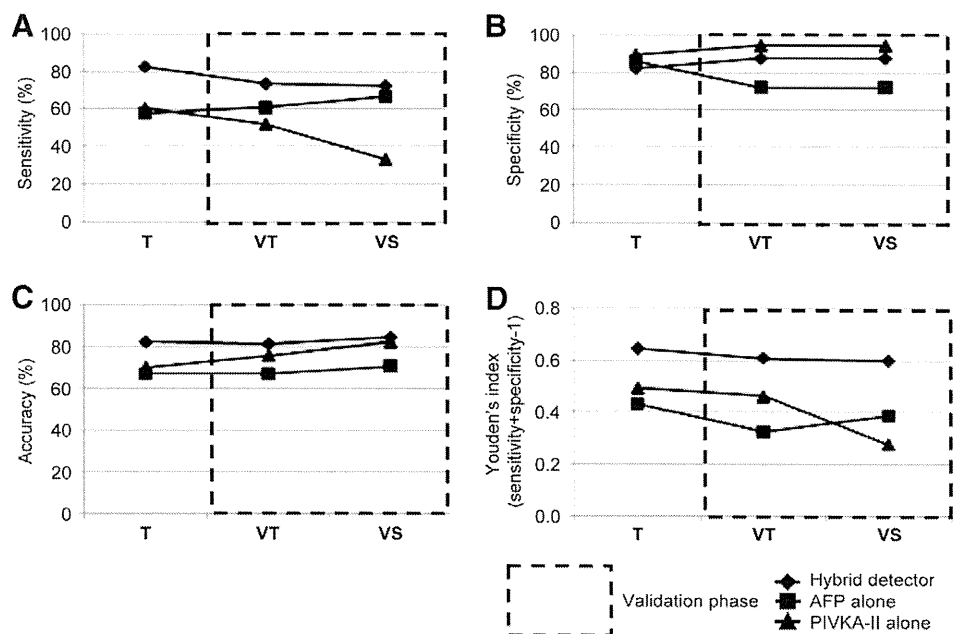 A
Sensitivity (%)
100
80
60
40
20
0
T VT VS
B
Specificity (%)
100
80
60
40
20
0
T VT VS
C
Accuracy (%)
100
80
60
40
20
0
T VT VS
D
Youden's index
(sensitivity+specificity-1)
0.8
0.6
0.4
0.2
0.0
T VT VS
Validation phase
Hybrid detector
AFP alone
PIVKA-II alone